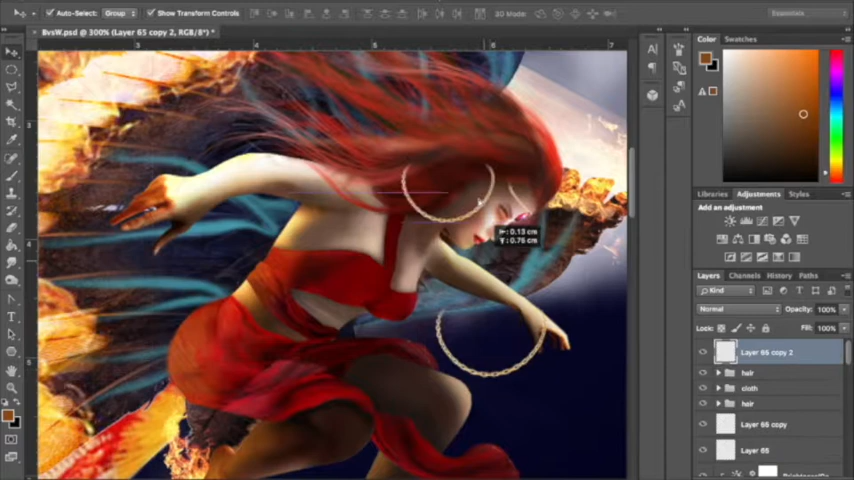 Auto-Select: Group Show Transform Controls 3D Mode: Essentials
× BvsW.psd @ 300% (Layer 65 copy 2, RGB/8*) *
3 4 5 6 7
Color Swatches
3
Libraries Adjustments Styles
Add an adjustment
: 0.13 cm
: 0.76 cm
4
Layers Channels History Paths
Kind
Normal Opacity: 100%
Lock: Fill: 100%
Layer 65 copy 2
hair
cloth
hair
Layer 65 copy
Layer 65